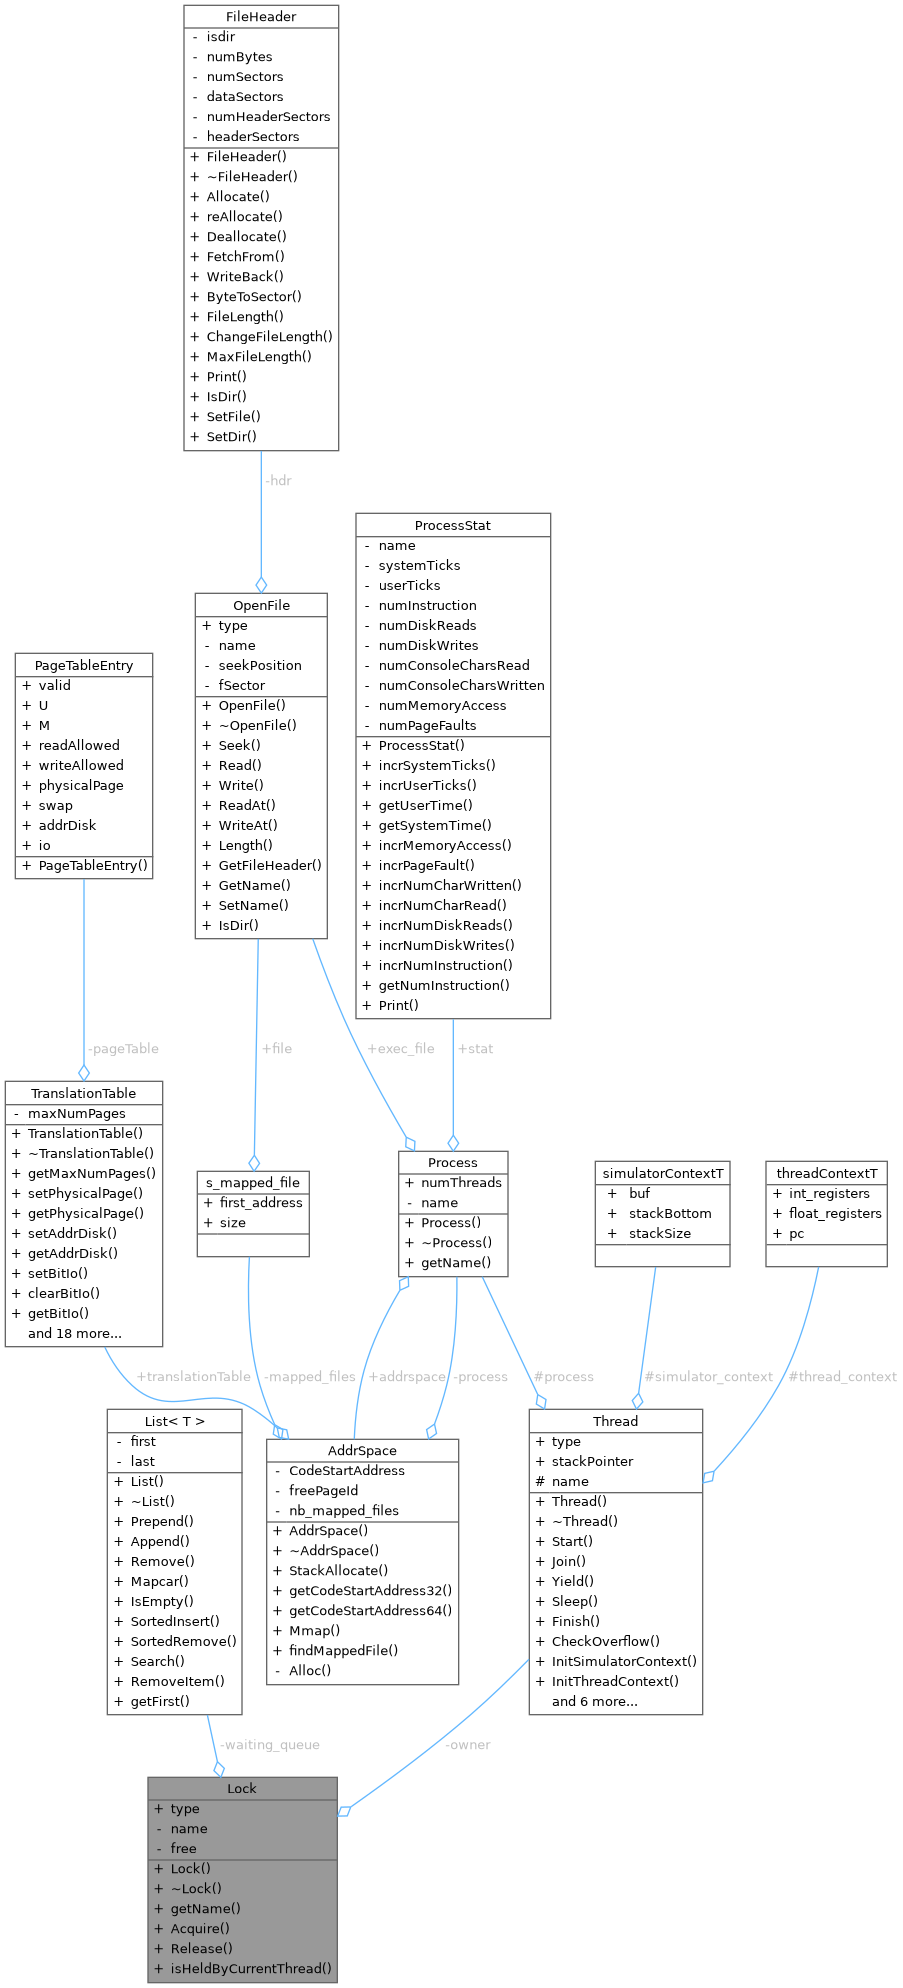 FileHeader
- isdir
- numBytes
- numSectors
- dataSectors
- numHeaderSectors
- headerSectors
+ FileHeader()
+ ~FileHeader()
+ Allocate()
+ reAllocate()
+ Deallocate()
+ FetchFrom()
+ WriteBack()
+ ByteToSector()
+ FileLength()
+ ChangeFileLength()
+ MaxFileLength()
+ Print()
+ IsDir()
+ SetFile()
+ SetDir()
-hdr
ProcessStat
- name
- systemTicks
- userTicks
- numInstruction
- numDiskReads
- numDiskWrites
- numConsoleCharsRead
- numConsoleCharsWritten
- numMemoryAccess
- numPageFaults
+ ProcessStat()
+ incrSystemTicks()
+ incrUserTicks()
+ getUserTime()
+ getSystemTime()
+ incrMemoryAccess()
+ incrPageFault()
+ incrNumCharWritten()
+ incrNumCharRead()
+ incrNumDiskReads()
+ incrNumDiskWrites()
+ incrNumInstruction()
+ getNumInstruction()
+ Print()
OpenFile
+ type
- name
- seekPosition
- fSector
+ OpenFile()
+ ~OpenFile()
+ Seek()
+ Read()
+ Write()
+ ReadAt()
+ WriteAt()
+ Length()
+ GetFileHeader()
+ GetName()
+ SetName()
+ IsDir()
PageTableEntry
+ valid
+ U
+ M
+ readAllowed
+ writeAllowed
+ physicalPage
+ swap
+ addrDisk
+ io
+ PageTableEntry()
-pageTable
+file
+exec_file
+stat
TranslationTable
- maxNumPages
+ TranslationTable()
+ ~TranslationTable()
+ getMaxNumPages()
+ setPhysicalPage()
+ getPhysicalPage()
+ setAddrDisk()
+ getAddrDisk()
+ setBitIo()
+ clearBitIo()
+ getBitIo()
and 18 more...
s_mapped_file
+ first_address
+ size
Process
+ numThreads
- name
+ Process()
+ ~Process()
+ getName()
simulatorContextT
+ buf
+ stackBottom
+ stackSize
threadContextT
+ int_registers
+ float_registers
+ pc
+translationTable
-mapped_files
+addrspace
-process
#process
#simulator_context
#thread_context
List< T >
- first
- last
+ List()
+ ~List()
+ Prepend()
+ Append()
+ Remove()
+ Mapcar()
+ IsEmpty()
+ SortedInsert()
+ SortedRemove()
+ Search()
+ RemoveItem()
+ getFirst()
AddrSpace
- CodeStartAddress
- freePageId
- nb_mapped_files
+ AddrSpace()
+ ~AddrSpace()
+ StackAllocate()
+ getCodeStartAddress32()
+ getCodeStartAddress64()
+ Mmap()
+ findMappedFile()
- Alloc()
Thread
+ type
+ stackPointer
# name
+ Thread()
+ ~Thread()
+ Start()
+ Join()
+ Yield()
+ Sleep()
+ Finish()
+ CheckOverflow()
+ InitSimulatorContext()
+ InitThreadContext()
and 6 more...
-waiting_queue
-owner
Lock
+ type
- name
- free
+ Lock()
+ ~Lock()
+ getName()
+ Acquire()
+ Release()
+ isHeldByCurrentThread()